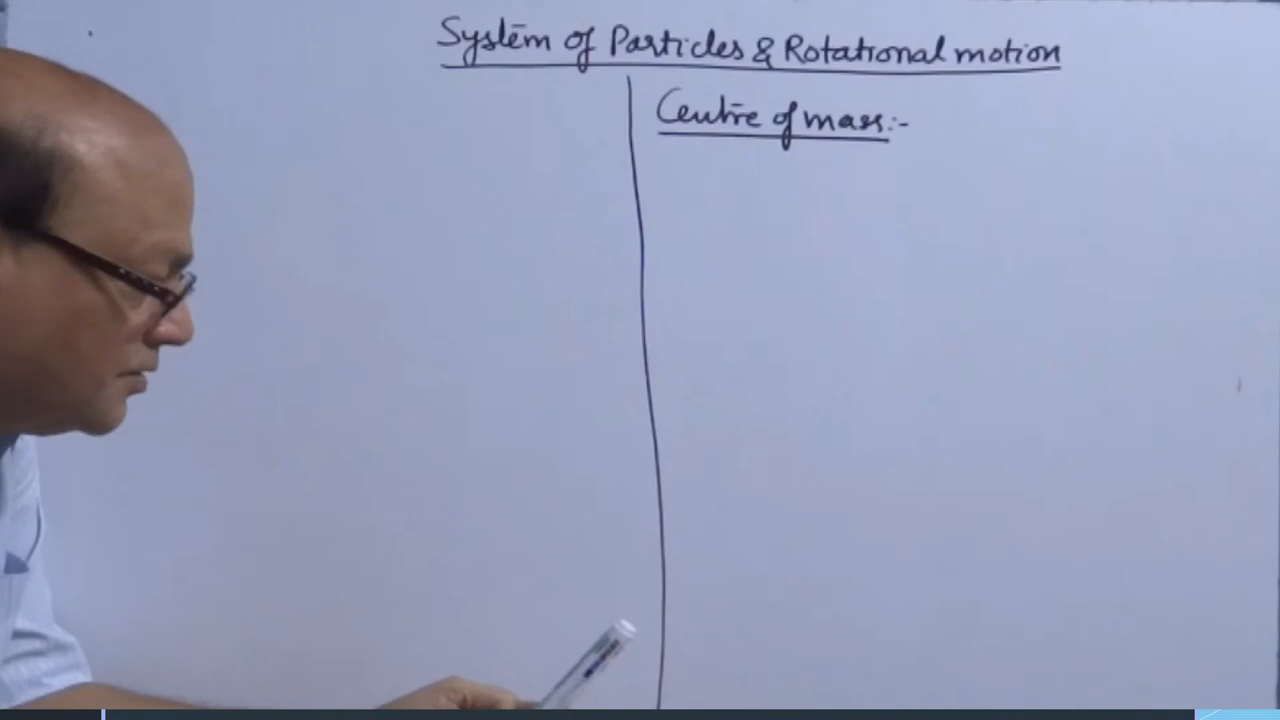 System of Particles & Rotational motion
Centre of mass:-